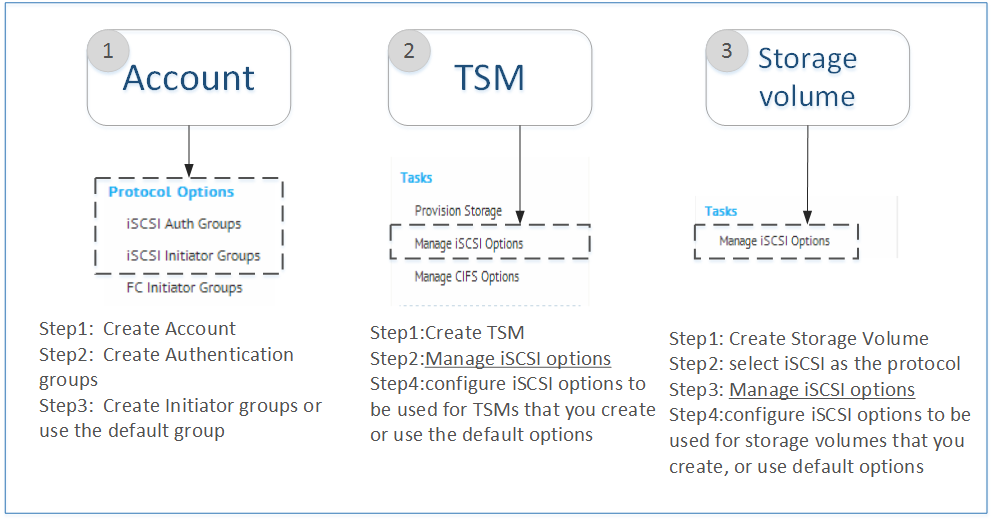 1
Account
Protocol Options
iSCSI Auth Groups
iSCSI Initiator Groups
FC Initiator Groups
Step1:  Create Account
Step2:  Create Authentication
groups
Step3:  Create Initiator groups or
use the default group
2
TSM
Tasks
Provision Storage
Manage iSCSI Options
Manage CIFS Options
Step1:Create TSM
Step2:Manage iSCSI options
Step4:configure iSCSI options to
be used for TSMs that you create
or use the default options
3
Storage
volume
Tasks
Manage iSCSI Options
Step1: Create Storage Volume
Step2: select iSCSI as the protocol
Step3: Manage iSCSI options
Step4:configure iSCSI options to be
used for storage volumes that you
create, or use default options